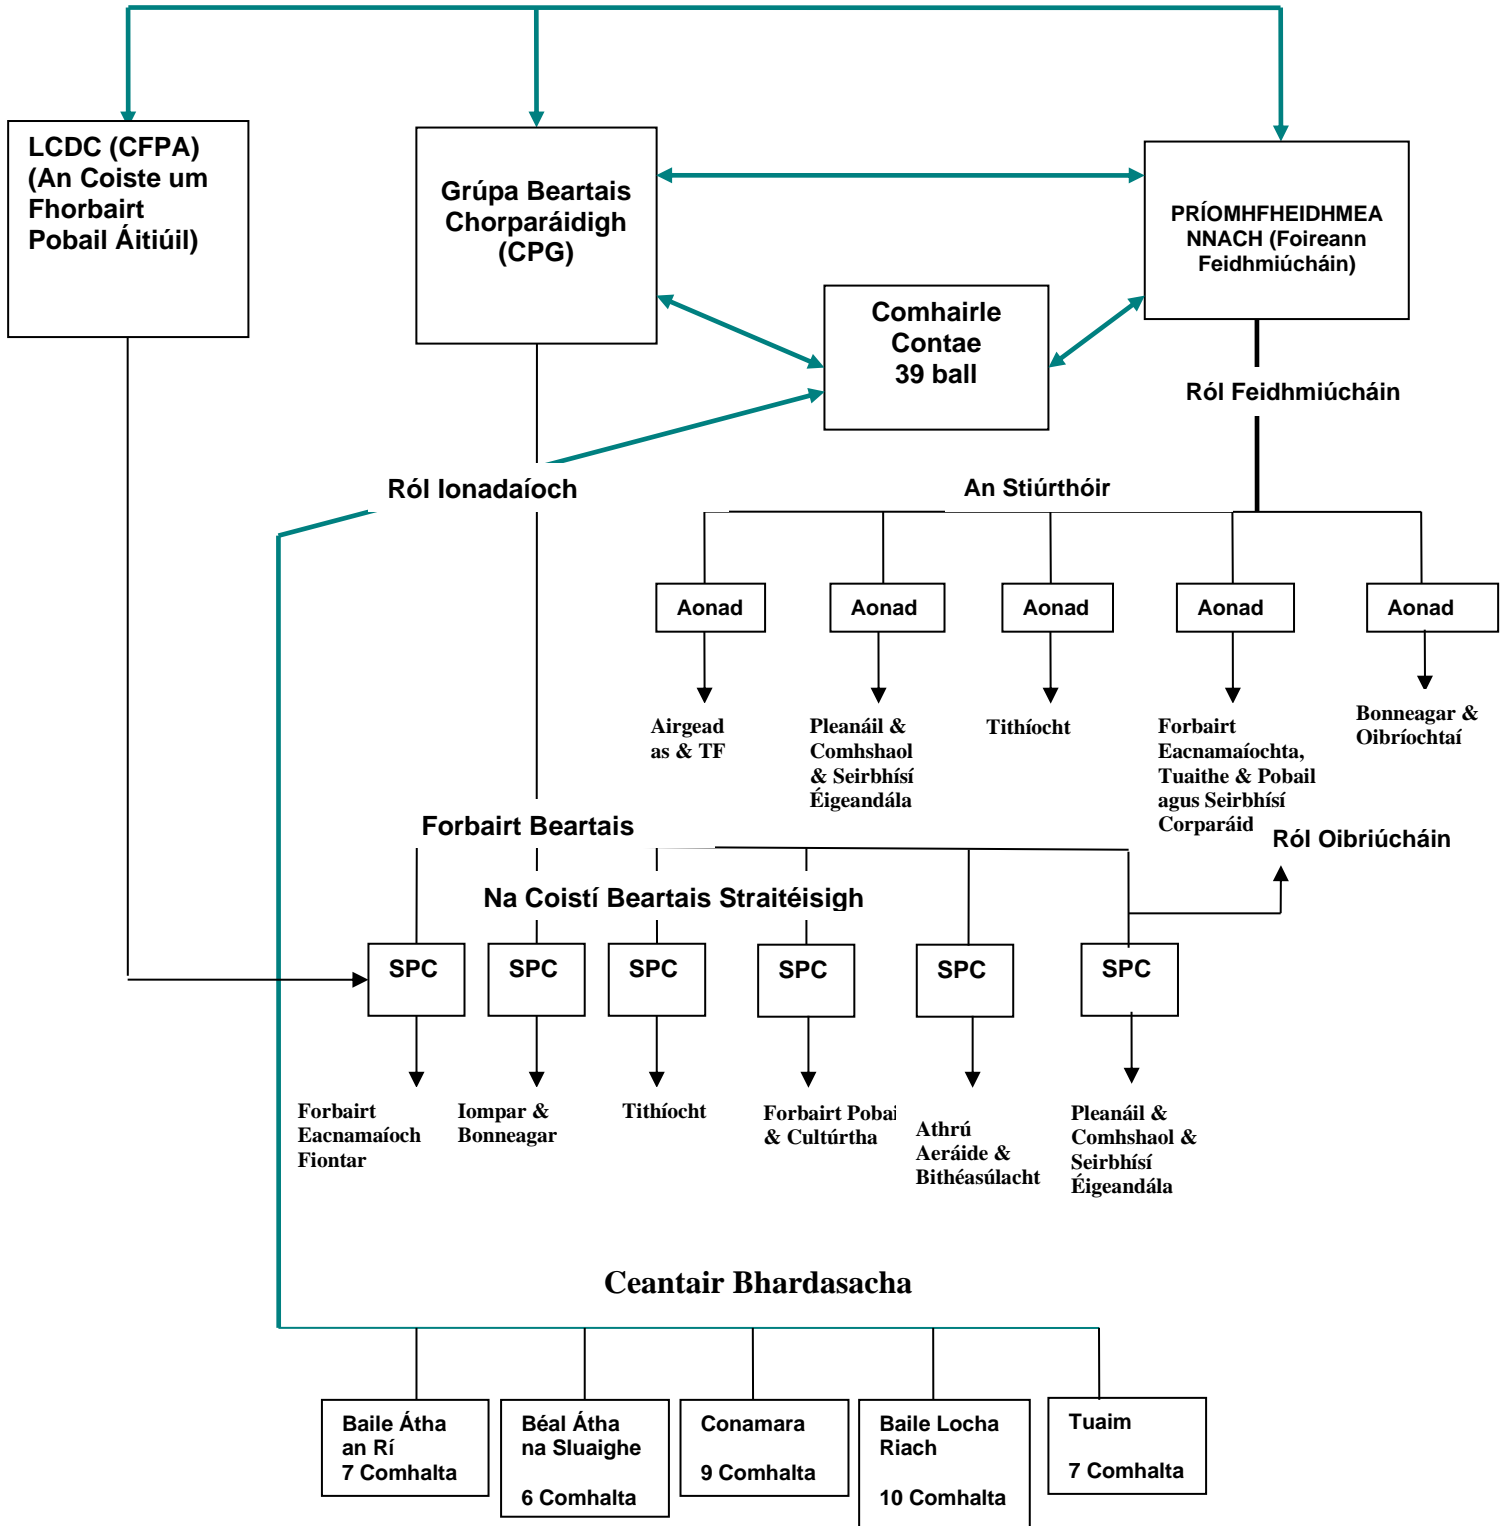 LCDC (CFPA)
(An Coiste um
Fhorbairt
Pobail Áitiúil)
Grúpa Beartais
Chorparáidigh
(CPG)
PRÍOMHFHEIDHMEA
NNACH (Foireann
Feidhmiúcháin)
Comhairle
Contae
39 ball
Ról Feidhmiúcháin
Ról Ionadaíoch
An Stiúrthóir
Aonad
Aonad
Aonad
Aonad
Aonad
Airgead
as & TF
Pleanáil &
Comhshaol
& Seirbhísí
Éigeandála
Tithíocht
Forbairt
Eacnamaíochta,
Tuaithe & Pobail
agus Seirbhísí
Corparáid
Bonneagar &
Oibríochtaí
Forbairt Beartais
Ról Oibriúcháin
Na Coistí Beartais Straitéisigh
SPC
SPC
SPC
SPC
SPC
SPC
Forbairt
Eacnamaíoch
Fiontar
Iompar &
Bonneagar
Tithíocht
Forbairt Pobai
& Cultúrtha
Athrú
Aeráide &
Bithéasúlacht
Pleanáil &
Comhshaol &
Seirbhísí
Éigeandála
Ceantair Bhardasacha
Baile Átha
an Rí
7 Comhalta
Béal Átha
na Sluaighe
6 Comhalta
Conamara
9 Comhalta
Baile Locha
Riach
10 Comhalta
Tuaim
7 Comhalta